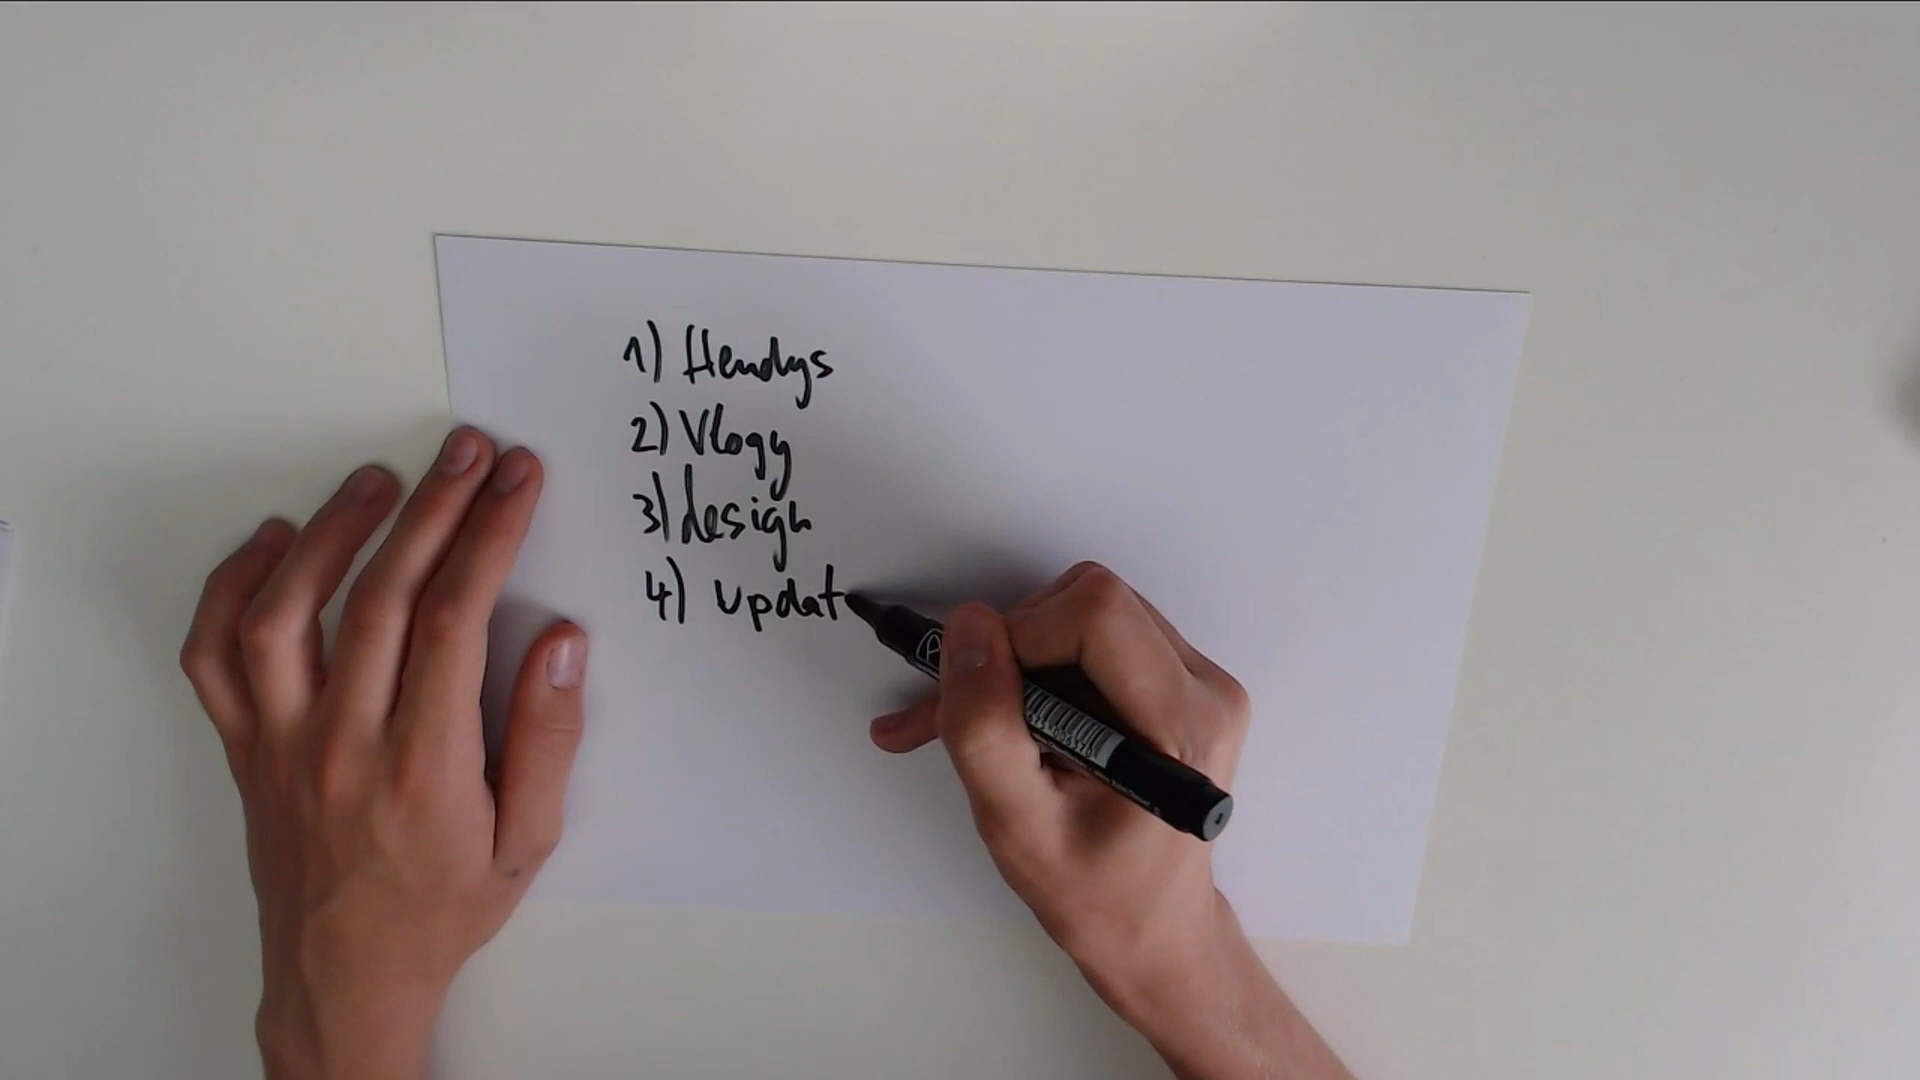 1) Hendys
2) Vlogy
3) design
4) updat